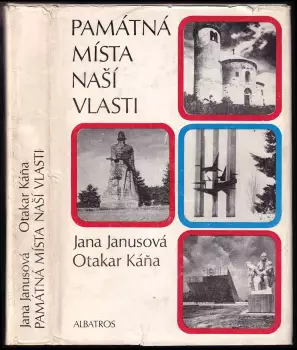 PAMÁTNÁ
MÍSTA
NAŠÍ
VLASTI
Jana Janusová
Otakar Káňa
ALBATROS
Jana Janusová Otakar Káňa
PAMÁTNÁ MÍSTA NAŠÍ VLASTI